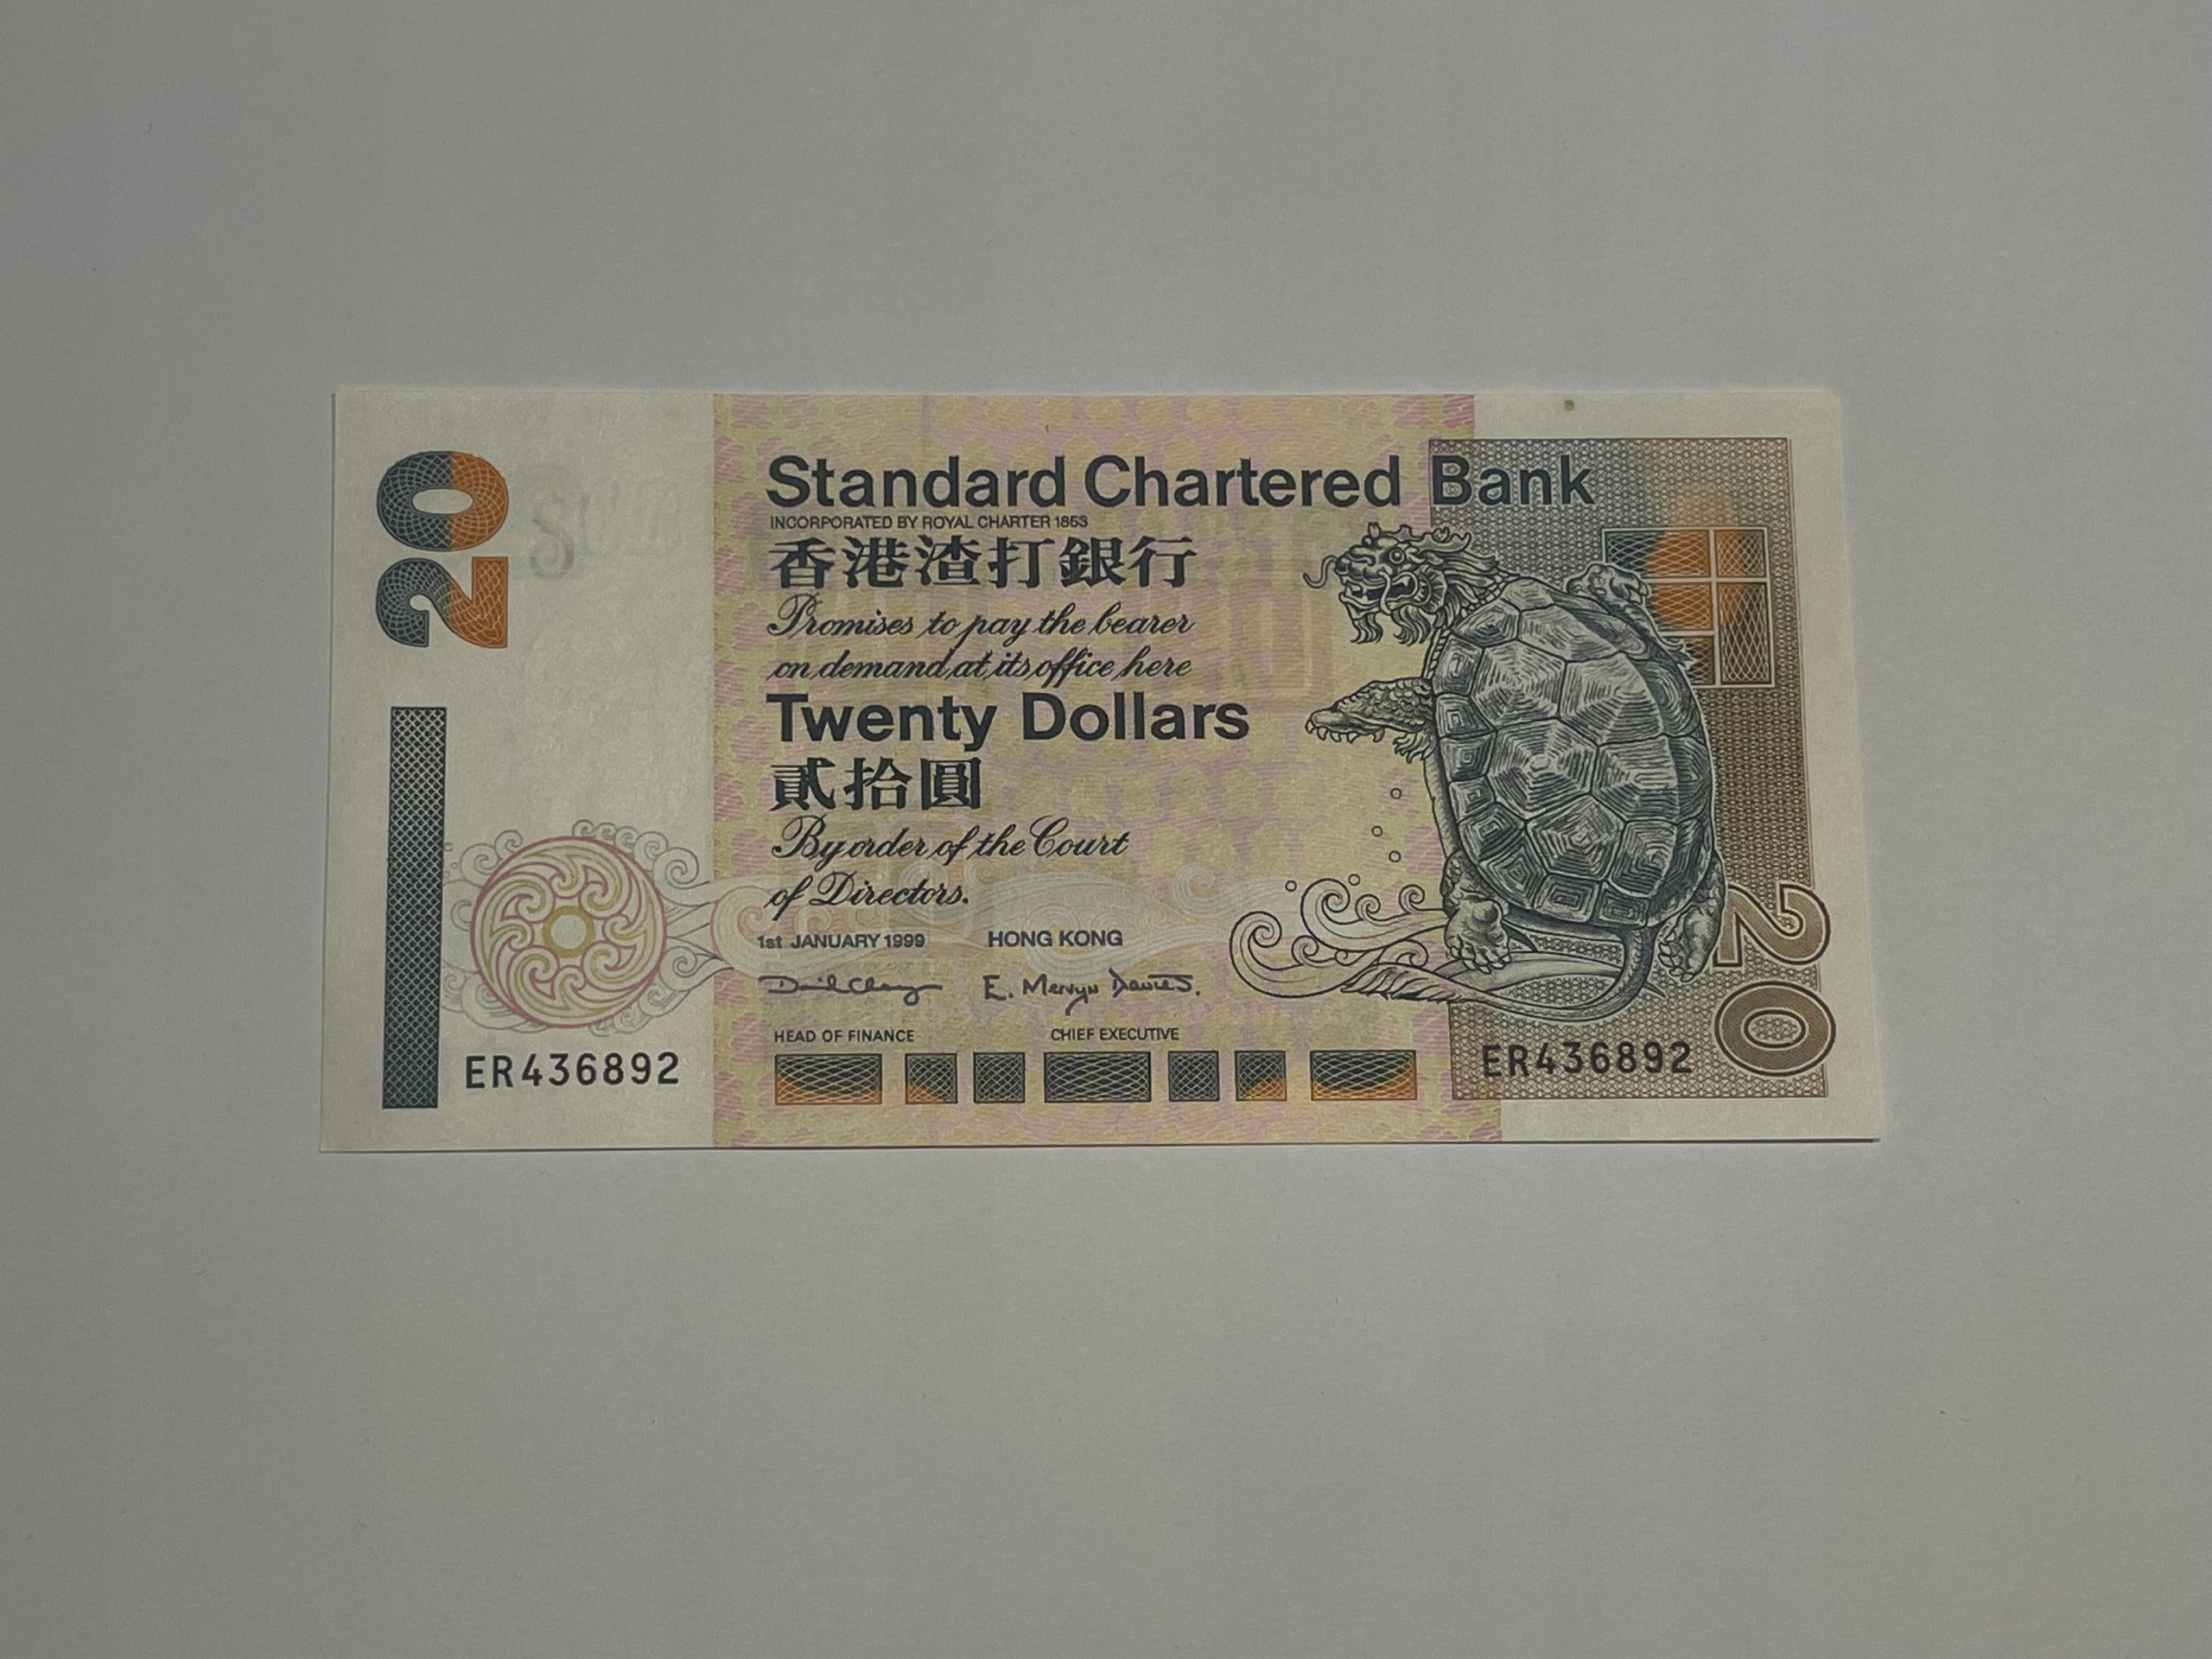 20
Standard Chartered Bank
INCORPORATED BY ROYAL CHARTER 1853
香港渣打銀行
Promises to pay the bearer
on demand at its office here
Twenty Dollars
貳拾圓
By order of the Court
of Directors.
1st JANUARY 1999 HONG KONG
David Chang E. Mervyn Davies.
HEAD OF FINANCE CHIEF EXECUTIVE
ER436892 ER436892
20